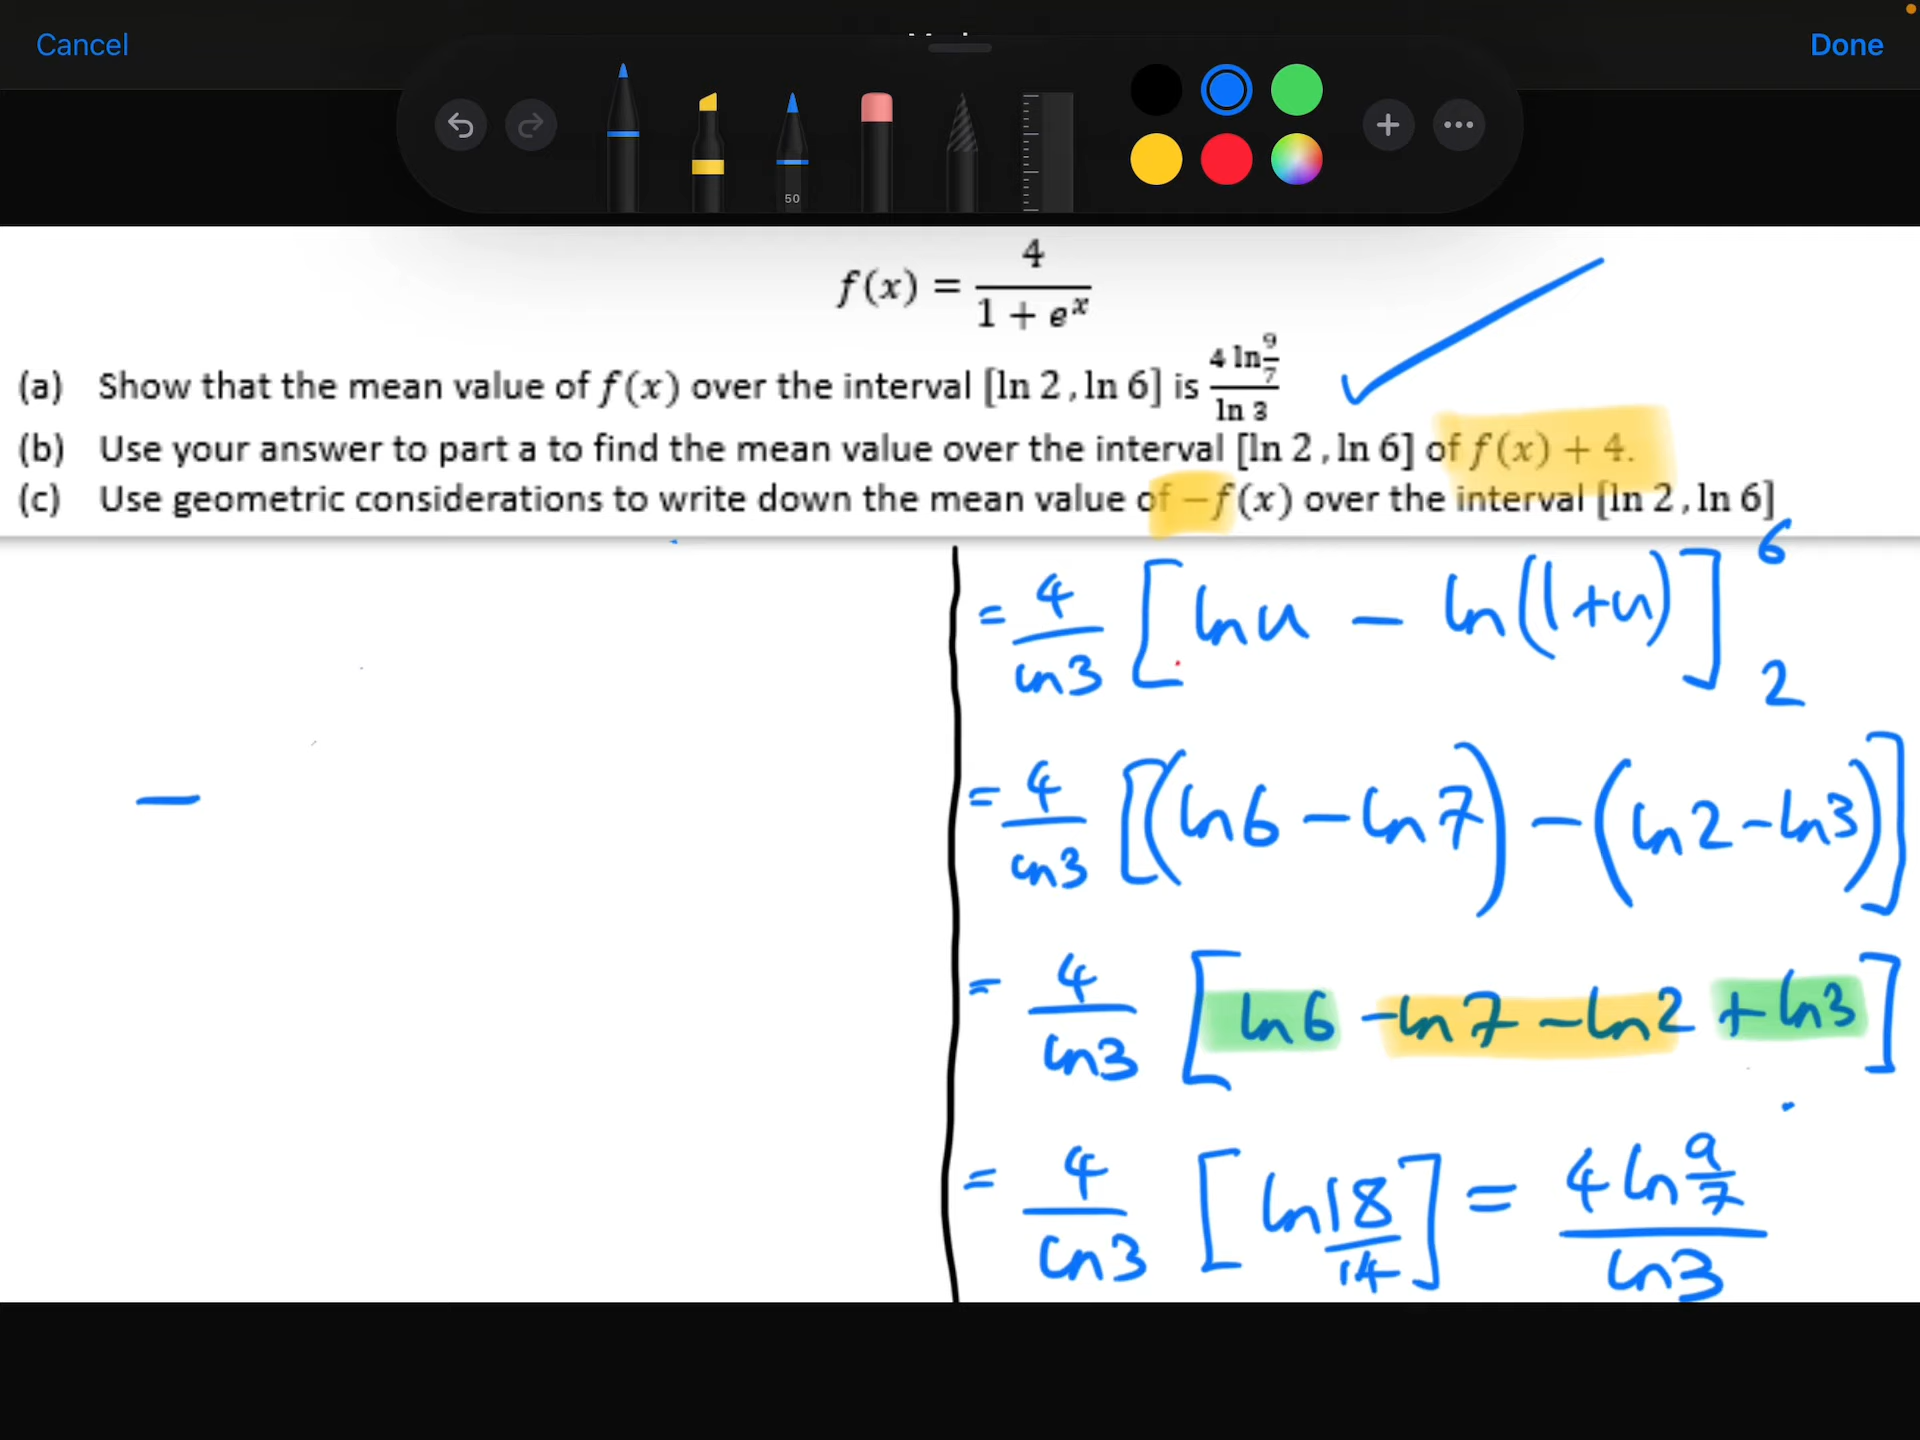 Cancel
Done
50
f(x) = 4 / (1 + e^x)
(a) Show that the mean value of f(x) over the interval [ln 2 , ln 6] is (4 ln 9/7) / ln 3
(b) Use your answer to part a to find the mean value over the interval [ln 2 , ln 6] of f(x) + 4.
(c) Use geometric considerations to write down the mean value of −f(x) over the interval [ln 2 , ln 6]
= 4/ln3 [ln u − ln(1+u)] 6 2
= 4/ln3 [(ln6 − ln7) − (ln2 − ln3)]
−
= 4/ln3 [ln6 − ln7 − ln2 + ln3]
= 4/ln3 [ln 18/14] = (4 ln 9/7) / ln3